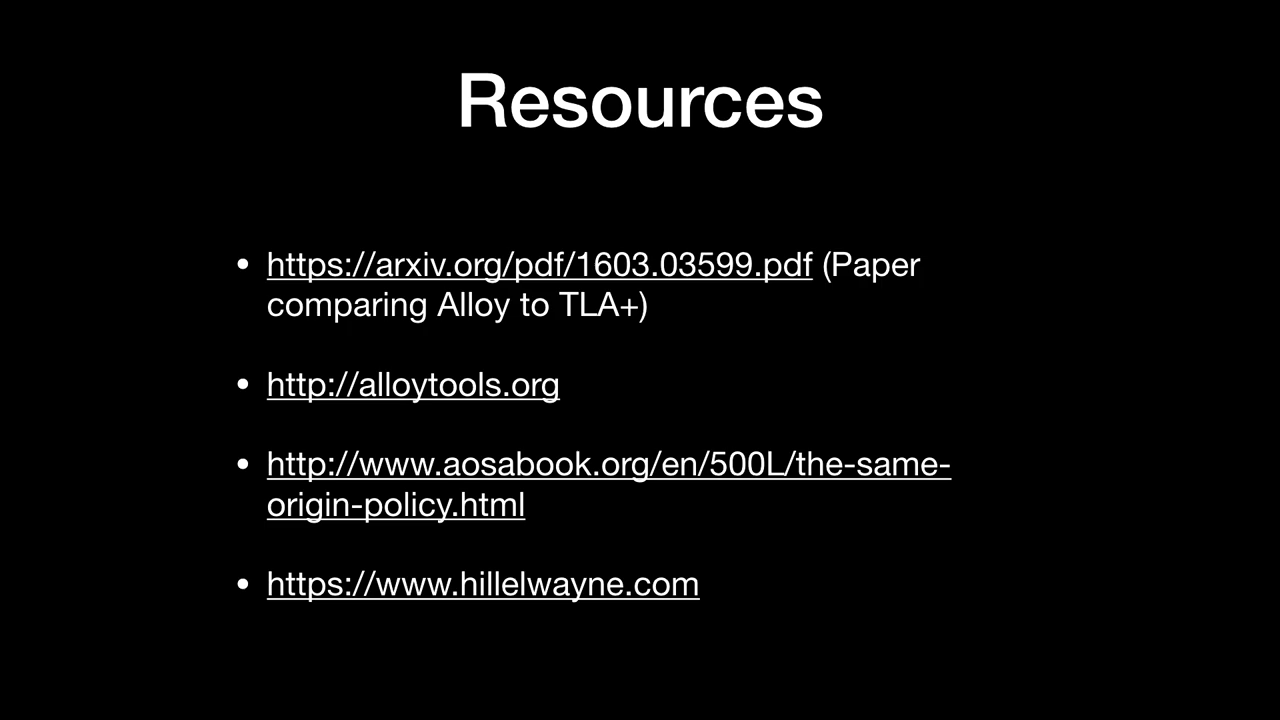 Resources
• https://arxiv.org/pdf/1603.03599.pdf (Paper
comparing Alloy to TLA+)
• http://alloytools.org
• http://www.aosabook.org/en/500L/the-same-
origin-policy.html
• https://www.hillelwayne.com